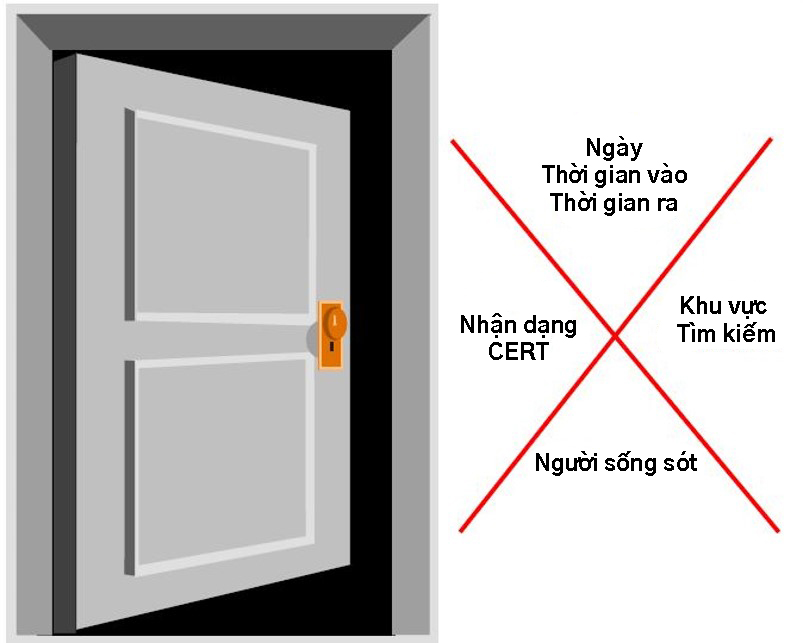 Ngày
Thời gian vào
Thời gian ra
Nhận dạng
CERT
Khu vực
Tìm kiếm
Người sống sót